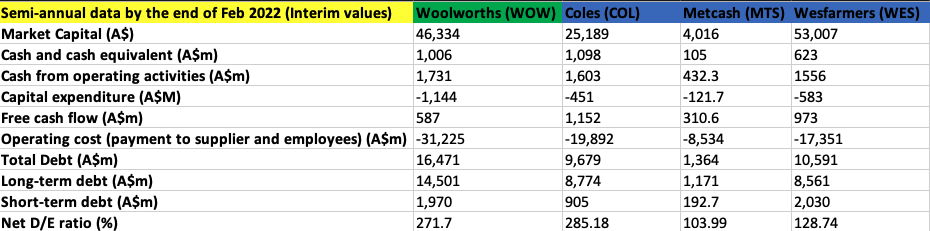 Semi-annual data by the end of Feb 2022 (Interim values) Woolworths (WOW) Coles (COL) Metcash (MTS) Wesfarmers (WES)
Market Capital (A$) 46,334 25,189 4,016 53,007
Cash and cash equivalent (A$m) 1,006 1,098 105 623
Cash from operating activities (A$m) 1,731 1,603 432.3 1556
Capital expenditure (A$M) -1,144 -451 -121.7 -583
Free cash flow (A$m) 587 1,152 310.6 973
Operating cost (payment to supplier and employees) (A$m) -31,225 -19,892 -8,534 -17,351
Total Debt (A$m) 16,471 9,679 1,364 10,591
Long-term debt (A$m) 14,501 8,774 1,171 8,561
Short-term debt (A$m) 1,970 905 192.7 2,030
Net D/E ratio (%) 271.7 285.18 103.99 128.74